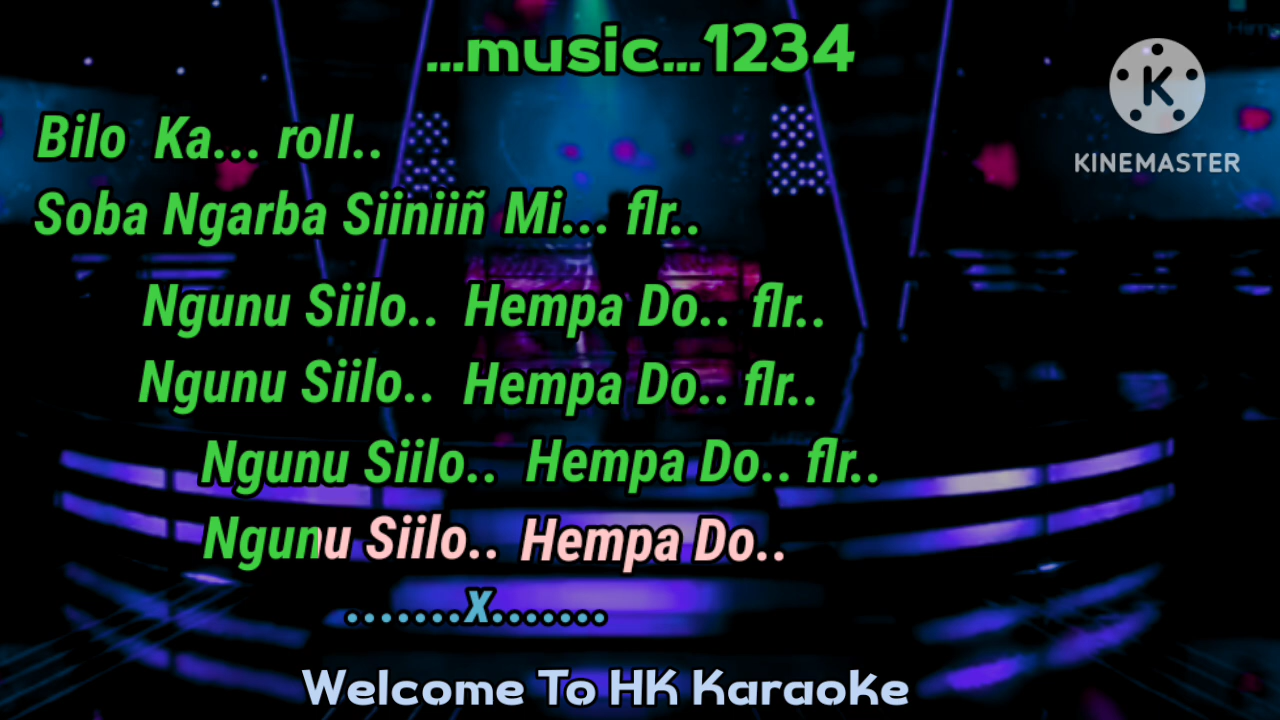 ...music...1234
K
KINEMASTER
Bilo Ka... roll..
Soba Ngarba Siiniiñ Mi... flr..
Ngunu Siilo.. Hempa Do.. flr..
Ngunu Siilo.. Hempa Do.. flr..
Ngunu Siilo.. Hempa Do.. flr..
Ngunu Siilo.. Hempa Do..
.......x.......
Welcome To HK Karaoke